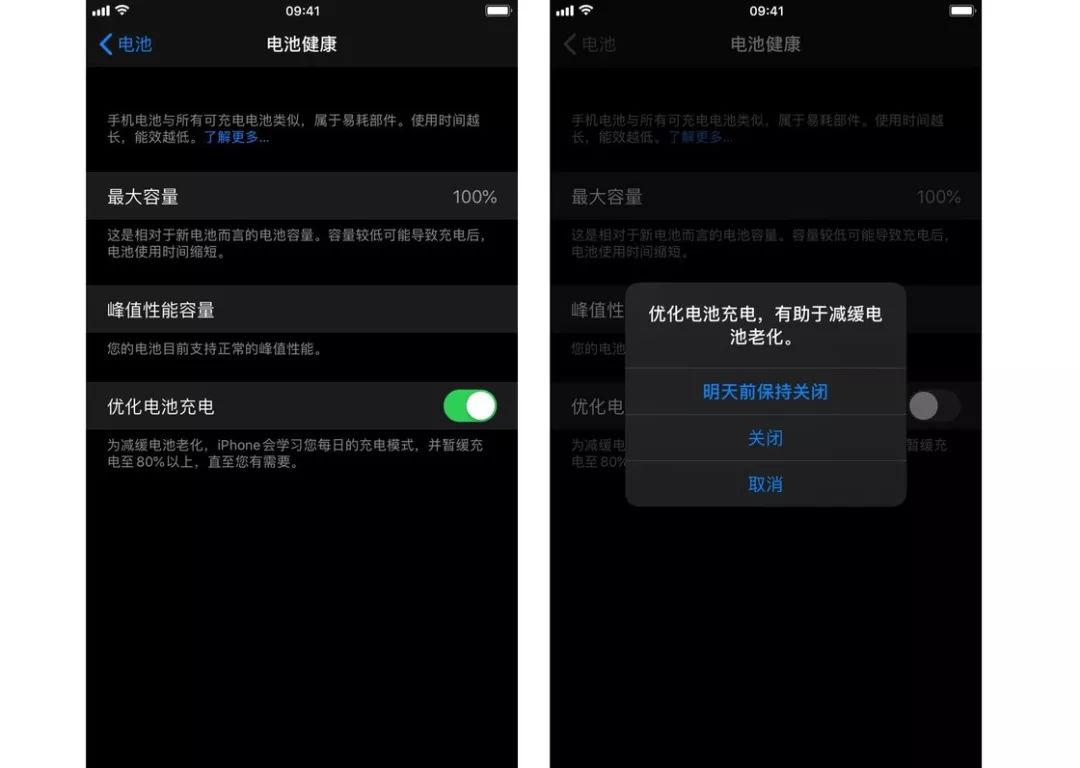 09:41
电池
电池健康
手机电池与所有可充电电池类似，属于易耗部件。使用时间越
长，能效越低。了解更多...
最大容量 100%
这是相对于新电池而言的电池容量。容量较低可能导致充电后，
电池使用时间缩短。
峰值性能容量
您的电池目前支持正常的峰值性能。
优化电池充电
为减缓电池老化，iPhone会学习您每日的充电模式，并暂缓充
电至80%以上，直至您有需要。
09:41
电池
电池健康
手机电池与所有可充电电池类似，属于易耗部件。使用时间越
长，能效越低。了解更多...
最大容量 100%
这是相对于新电池而言的电池容量。容量较低可能导致充电后，
电池使用时间缩短。
峰值性
您的电池
优化电
为减缓电 暂缓充
电至80%
优化电池充电，有助于减缓电
池老化。
明天前保持关闭
关闭
取消